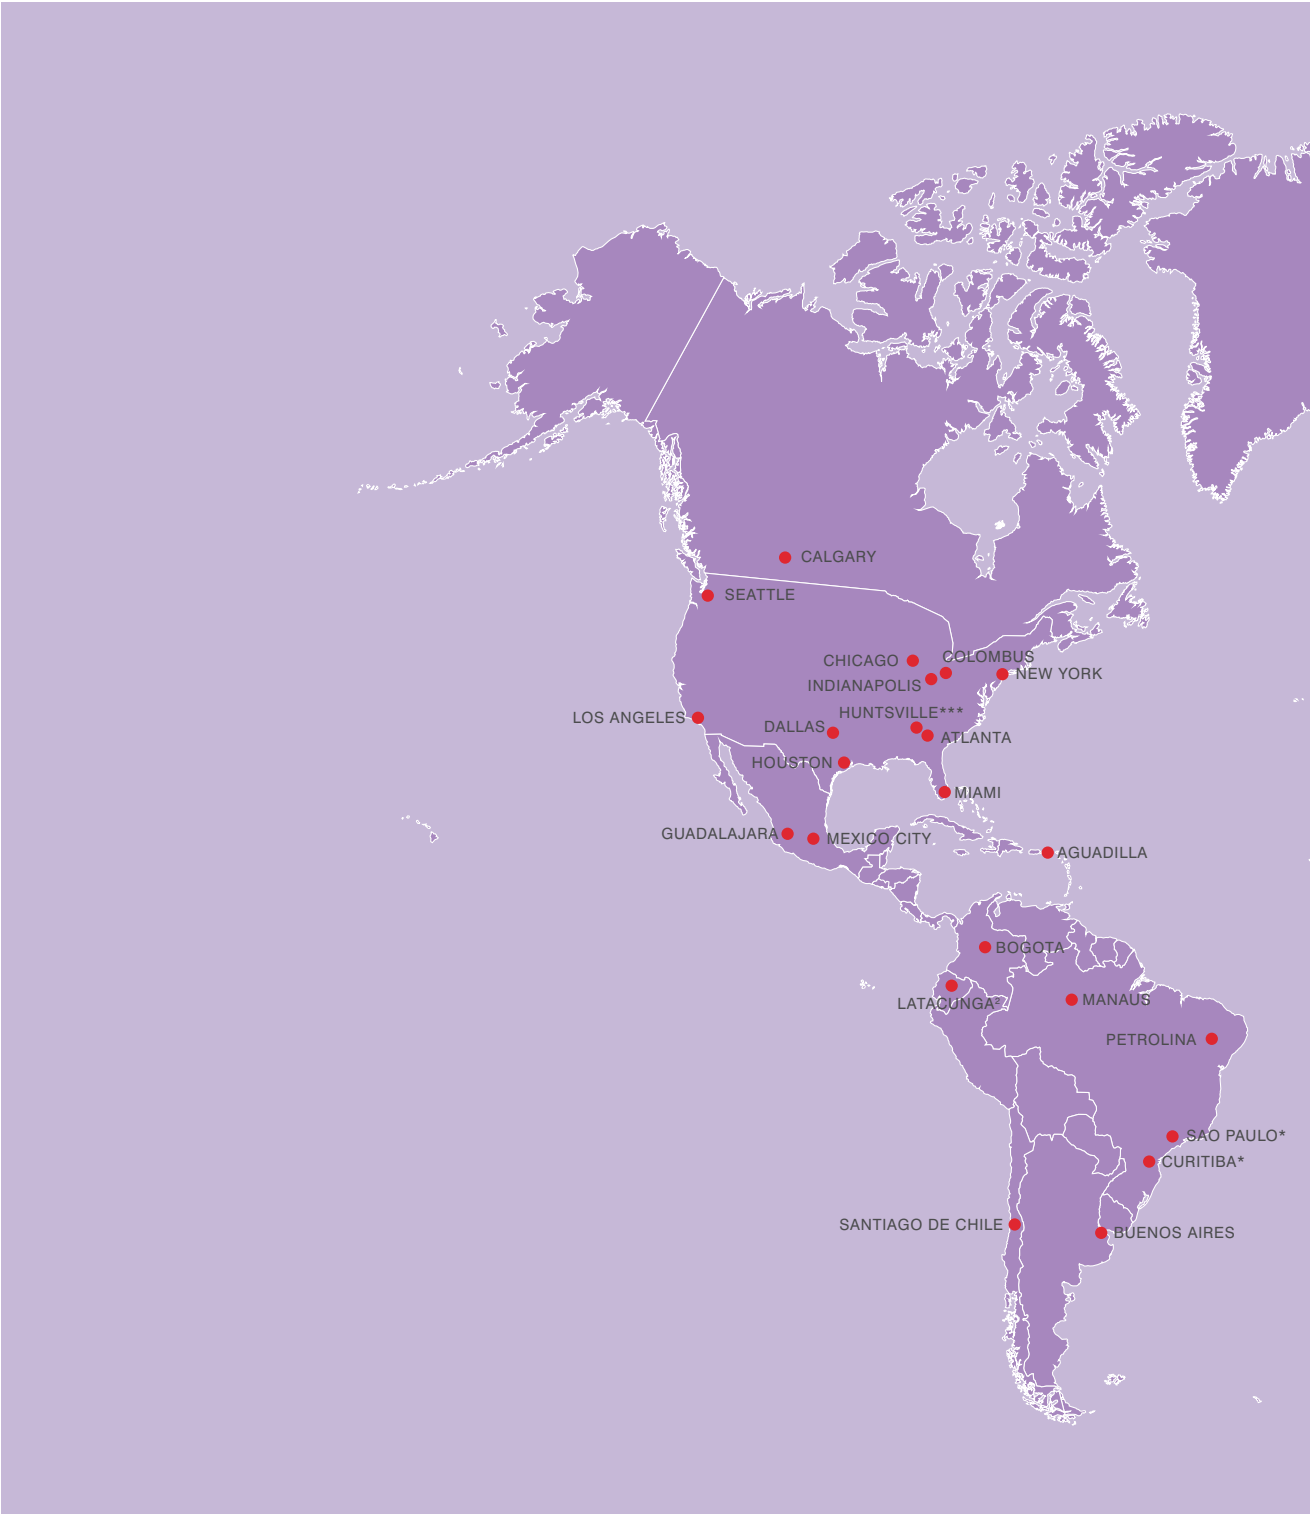 CALGARY
SEATTLE
COLOMBUS
CHICAGO
NEW YORK
INDIANAPOLIS
HUNTSVILLE***
LOS ANGELES
DALLAS
ATLANTA
HOUSTON
MIAMI
GUADALAJARA
MEXICO CITY
AGUADILLA
BOGOTA
MANAUS
LATACUNGA²
PETROLINA
SAO PAULO*
CURITIBA*
SANTIAGO DE CHILE
BUENOS AIRES